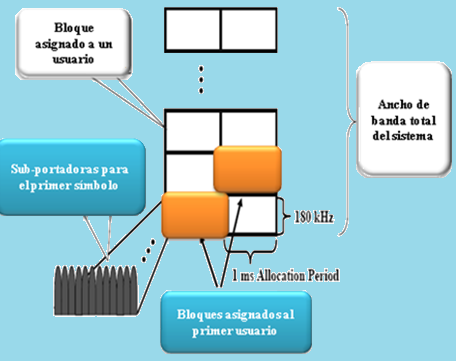 Bloque
asignado a un
usuario
Ancho de
banda total
del sistema
Sub-portadoras para
el primer símbolo
180 kHz
1 ms Allocation Period
Bloques asignados al
primer usuario